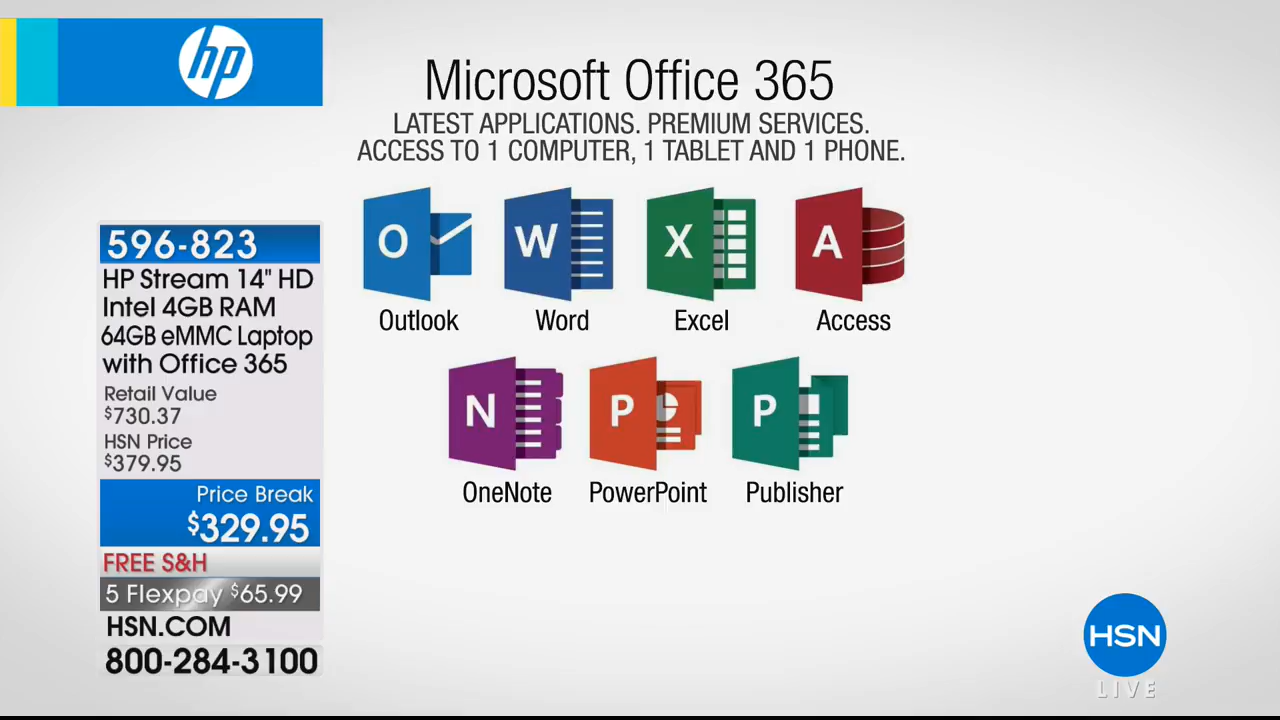 hp
Microsoft Office 365
LATEST APPLICATIONS. PREMIUM SERVICES.
ACCESS TO 1 COMPUTER, 1 TABLET AND 1 PHONE.
O
W
X
A
Outlook
Word
Excel
Access
N
P
P
OneNote
PowerPoint
Publisher
596-823
HP Stream 14" HD
Intel 4GB RAM
64GB eMMC Laptop
with Office 365
Retail Value
$730.37
HSN Price
$379.95
Price Break
$329.95
FREE S&H
5 Flexpay $65.99
HSN.COM
800-284-3100
HSN
LIVE